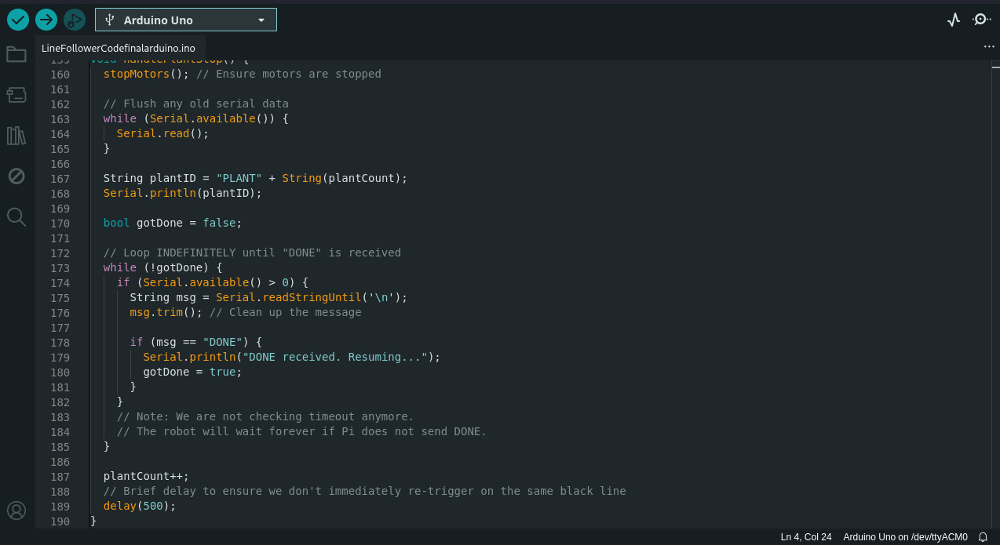 Arduino Uno
LineFollowerCodefinalarduino.ino
159 void handlePlantStop() {
160 stopMotors(); // Ensure motors are stopped
161
162 // Flush any old serial data
163 while (Serial.available()) {
164 Serial.read();
165 }
166
167 String plantID = "PLANT" + String(plantCount);
168 Serial.println(plantID);
169
170 bool gotDone = false;
171
172 // Loop INDEFINITELY until "DONE" is received
173 while (!gotDone) {
174 if (Serial.available() > 0) {
175 String msg = Serial.readStringUntil('\n');
176 msg.trim(); // Clean up the message
177
178 if (msg == "DONE") {
179 Serial.println("DONE received. Resuming...");
180 gotDone = true;
181 }
182 }
183 // Note: We are not checking timeout anymore.
184 // The robot will wait forever if Pi does not send DONE.
185 }
186
187 plantCount++;
188 // Brief delay to ensure we don't immediately re-trigger on the same black line
189 delay(500);
190 }
Ln 4, Col 24 Arduino Uno on /dev/ttyACM0